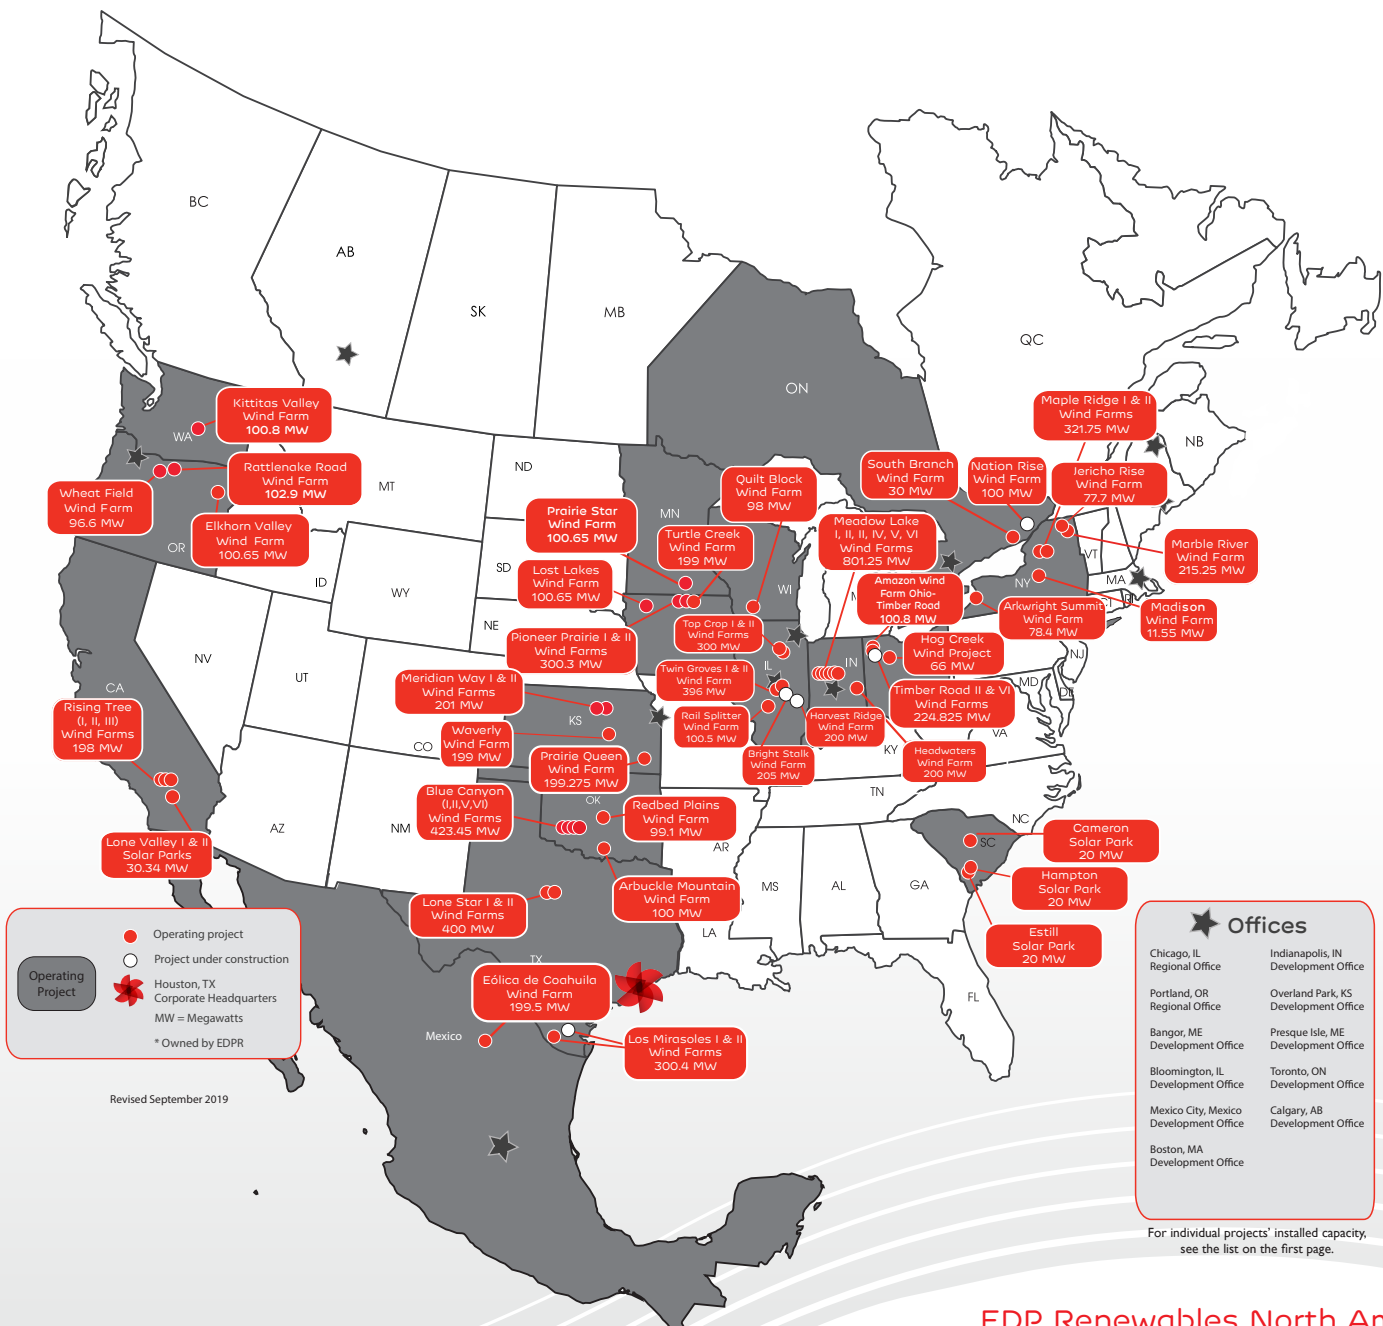 BC
AB
SK
MB
QC
ON
NB
Kittitas Valley
Wind Farm
100.8 MW
WA
Rattlenake Road
Wind Farm
102.9 MW
Wheat Field
Wind Farm
96.6 MW
Elkhorn Valley
Wind Farm
100.65 MW
OR
MT
ND
ID
WY
SD
NE
NV
UT
CA
CO
AZ
NM
MN
WI
Prairie Star
Wind Farm
100.65 MW
Turtle Creek
Wind Farm
199 MW
Lost Lakes
Wind Farm
100.65 MW
Pioneer Prairie I & II
Wind Farm
300.3 MW
Quilt Block
Wind Farm
98 MW
Meadow Lake
I, II, II, IV, V, VI
Wind Farms
801.25 MW
South Branch
Wind Farm
30 MW
Nation Rise
Wind Farm
100 MW
Maple Ridge I & II
Wind Farms
321.75 MW
Jericho Rise
Wind Farm
77.7 MW
Marble River
Wind Farm
215.25 MW
Madison
Wind Farm
11.55 MW
Arkwright Summit
Wind Farm
78.4 MW
Amazon Wind
Farm Ohio-
Timber Road
100.8 MW
Hog Creek
Wind Project
66 MW
Timber Road II & VI
Wind Farms
224.825 MW
Headwaters
Wind Farm
200 MW
Harvest Ridge
Wind Farm
200 MW
Bright Stalk
Wind Farm
205 MW
Top Crop I & II
Wind Farms
300 MW
Twin Groves I & II
Wind Farms
396 MW
Rail Splitter
Wind Farm
100.5 MW
M
IL
IN
NY
VT
MA
CT
RI
NJ
MD
DE
VA
KY
TN
NC
SC
GA
AL
MS
AR
LA
FL
Rising Tree
(I, II, III)
Wind Farms
198 MW
Lone Valley I & II
Solar Parks
30.34 MW
Meridian Way I & II
Wind Farms
201 MW
KS
Waverly
Wind Farm
199 MW
Prairie Queen
Wind Farm
199.275 MW
Blue Canyon
(I,II,V,VI)
Wind Farms
423.45 MW
OK
Redbed Plains
Wind Farm
99.1 MW
Arbuckle Mountain
Wind Farm
100 MW
Lone Star I & II
Wind Farms
400 MW
TX
Eólica de Coahuila
Wind Farm
199.5 MW
Los Mirasoles I & II
Wind Farms
300.4 MW
Mexico
Cameron
Solar Park
20 MW
Hampton
Solar Park
20 MW
Estill
Solar Park
20 MW
Operating
Project
Operating project
Project under construction
Houston, TX
Corporate Headquarters
MW = Megawatts
* Owned by EDPR
Revised September 2019
Offices
Chicago, IL
Regional Office
Indianapolis, IN
Development Office
Portland, OR
Regional Office
Overland Park, KS
Development Office
Bangor, ME
Development Office
Presque Isle, ME
Development Office
Bloomington, IL
Development Office
Toronto, ON
Development Office
Mexico City, Mexico
Development Office
Calgary, AB
Development Office
Boston, MA
Development Office
For individual projects' installed capacity,
see the list on the first page.
EDP Renewables North Am